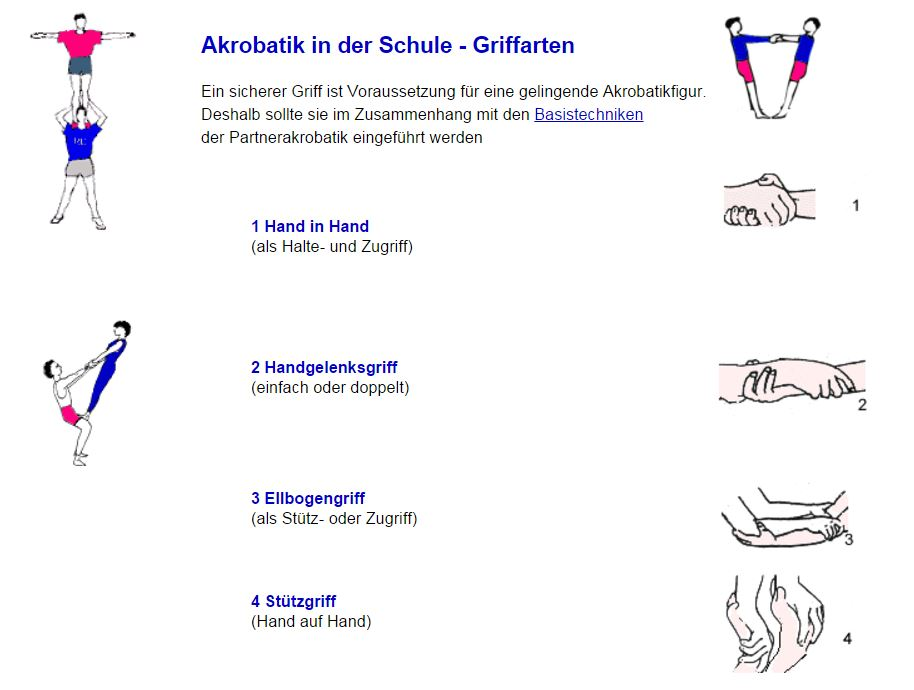 Akrobatik in der Schule - Griffarten
Ein sicherer Griff ist Voraussetzung für eine gelingende Akrobatikfigur.
Deshalb sollte sie im Zusammenhang mit den Basistechniken
der Partnerakrobatik eingeführt werden
1 Hand in Hand
(als Halte- und Zugriff)
1
2 Handgelenksgriff
(einfach oder doppelt)
2
3 Ellbogengriff
(als Stütz- oder Zugriff)
3
4 Stützgriff
(Hand auf Hand)
4